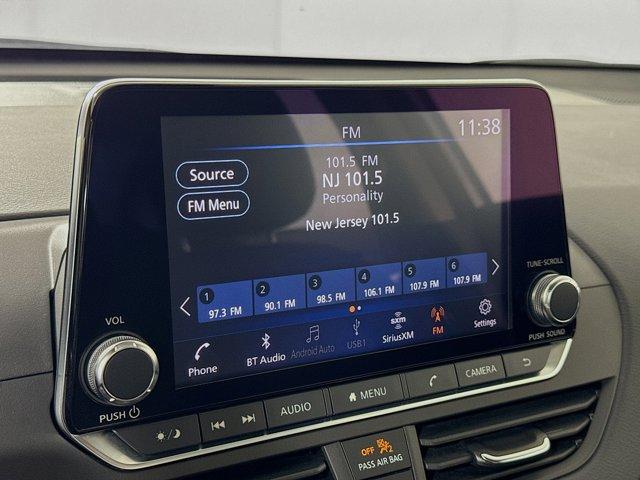 FM
11:38
Source
FM Menu
101.5 FM
NJ 101.5
Personality
New Jersey 101.5
1 97.3 FM
2 90.1 FM
3 98.5 FM
4 106.1 FM
5 107.9 FM
6 107.9 FM
Phone
BT Audio
Android Auto
USB1
sxm
SiriusXM
FM
Settings
VOL
PUSH
TUNE-SCROLL
PUSH SOUND
AUDIO
MENU
CAMERA
OFF 2
PASS AIR BAG